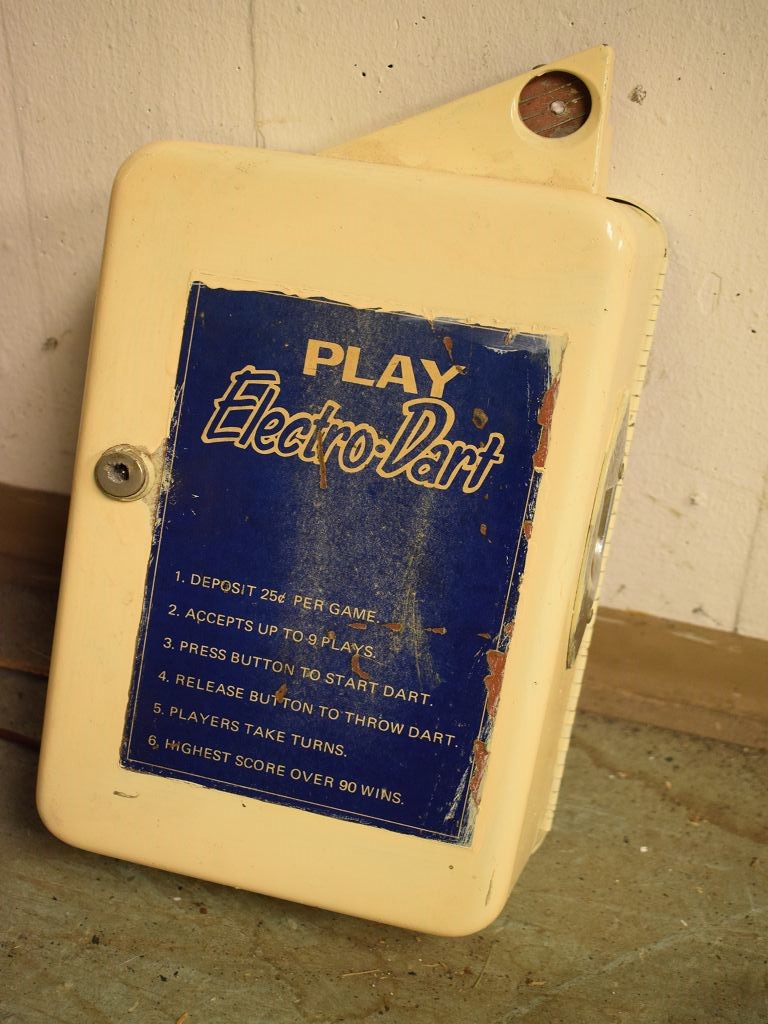 PLAY
Electro·Dart
1. DEPOSIT 25¢ PER GAME.
2. ACCEPTS UP TO 9 PLAYS.
3. PRESS BUTTON TO START DART.
4. RELEASE BUTTON TO THROW DART.
5. PLAYERS TAKE TURNS.
6. HIGHEST SCORE OVER 90 WINS.